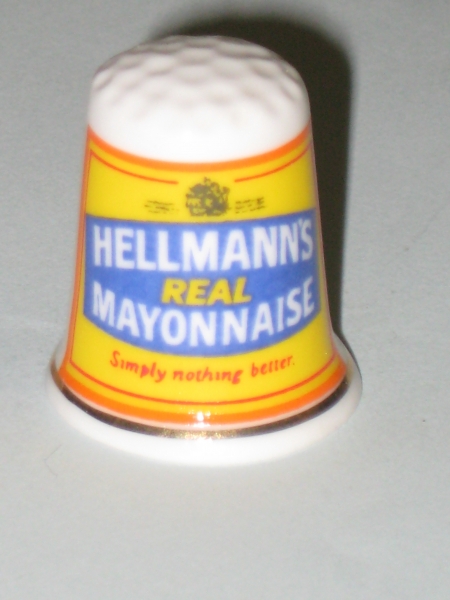 HELLMANN'S
REAL
MAYONNAISE
Simply nothing better.